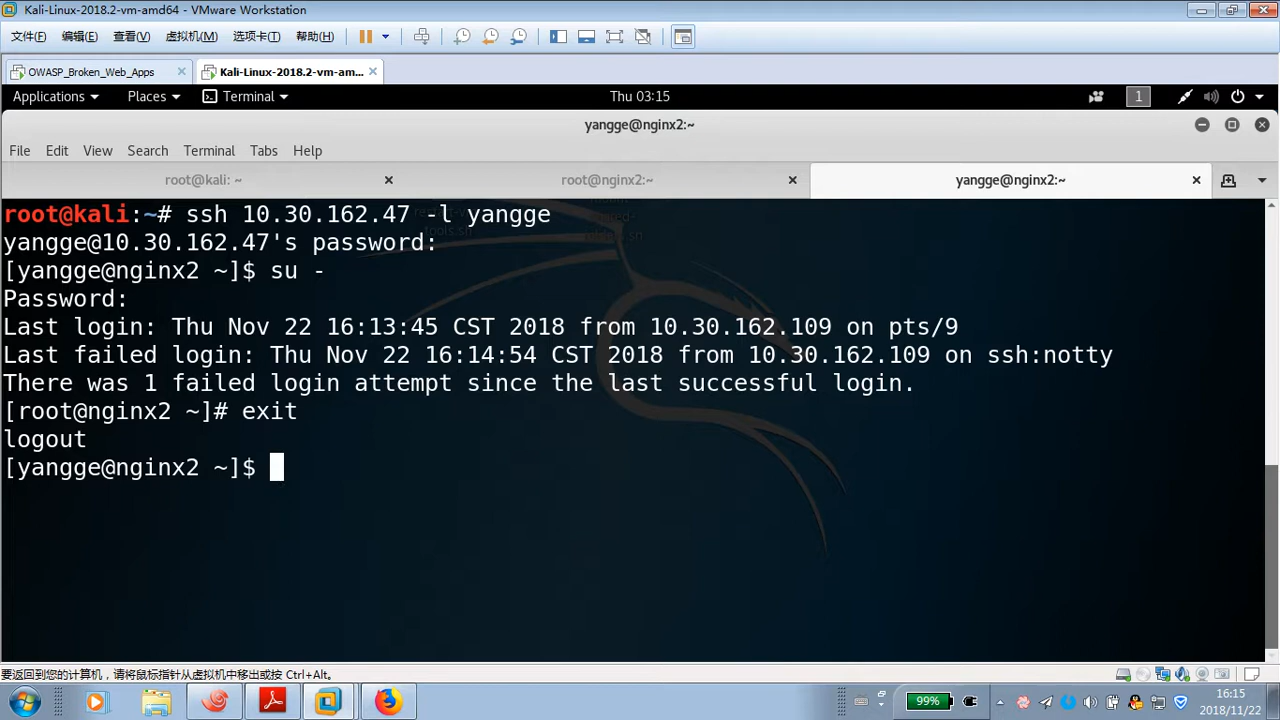 Kali-Linux-2018.2-vm-amd64 - VMware Workstation
文件(F) 编辑(E) 查看(V) 虚拟机(M) 选项卡(T) 帮助(H)
OWASP_Broken_Web_Apps Kali-Linux-2018.2-vm-am...
Applications Places Terminal Thu 03:15 1
yangge@nginx2:~
File Edit View Search Terminal Tabs Help
root@kali: ~ root@nginx2:~ yangge@nginx2:~
root@kali:~# ssh 10.30.162.47 -l yangge
yangge@10.30.162.47's password:
[yangge@nginx2 ~]$ su -
Password:
Last login: Thu Nov 22 16:13:45 CST 2018 from 10.30.162.109 on pts/9
Last failed login: Thu Nov 22 16:14:54 CST 2018 from 10.30.162.109 on ssh:notty
There was 1 failed login attempt since the last successful login.
[root@nginx2 ~]# exit
logout
[yangge@nginx2 ~]$
要返回到您的计算机，请将鼠标指针从虚拟机中移出或按 Ctrl+Alt。
99% 16:15
2018/11/22